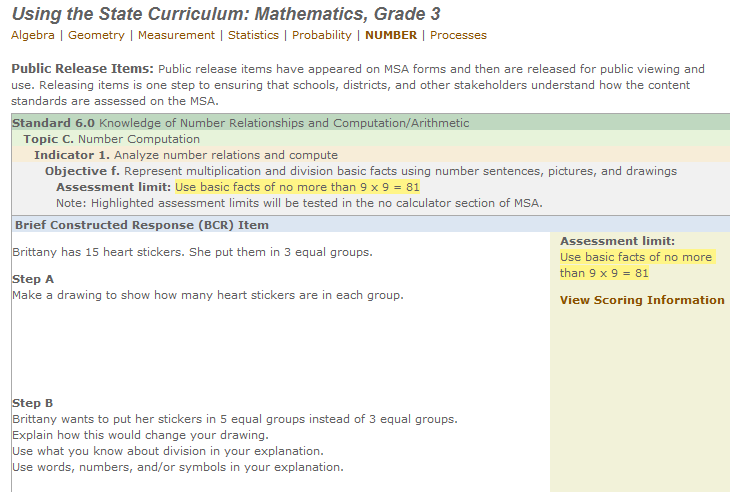 Using the State Curriculum: Mathematics, Grade 3
Algebra | Geometry | Measurement | Statistics | Probability | NUMBER | Processes
Public Release Items: Public release items have appeared on MSA forms and then are released for public viewing and
use. Releasing items is one step to ensuring that schools, districts, and other stakeholders understand how the content
standards are assessed on the MSA.
Standard 6.0 Knowledge of Number Relationships and Computation/Arithmetic
Topic C. Number Computation
Indicator 1. Analyze number relations and compute
Objective f. Represent multiplication and division basic facts using number sentences, pictures, and drawings
Assessment limit: Use basic facts of no more than 9 x 9 = 81
Note: Highlighted assessment limits will be tested in the no calculator section of MSA.
Brief Constructed Response (BCR) Item
Brittany has 15 heart stickers. She put them in 3 equal groups.
Step A
Make a drawing to show how many heart stickers are in each group.
Step B
Brittany wants to put her stickers in 5 equal groups instead of 3 equal groups.
Explain how this would change your drawing.
Use what you know about division in your explanation.
Use words, numbers, and/or symbols in your explanation.
Assessment limit:
Use basic facts of no more
than 9 x 9 = 81
View Scoring Information